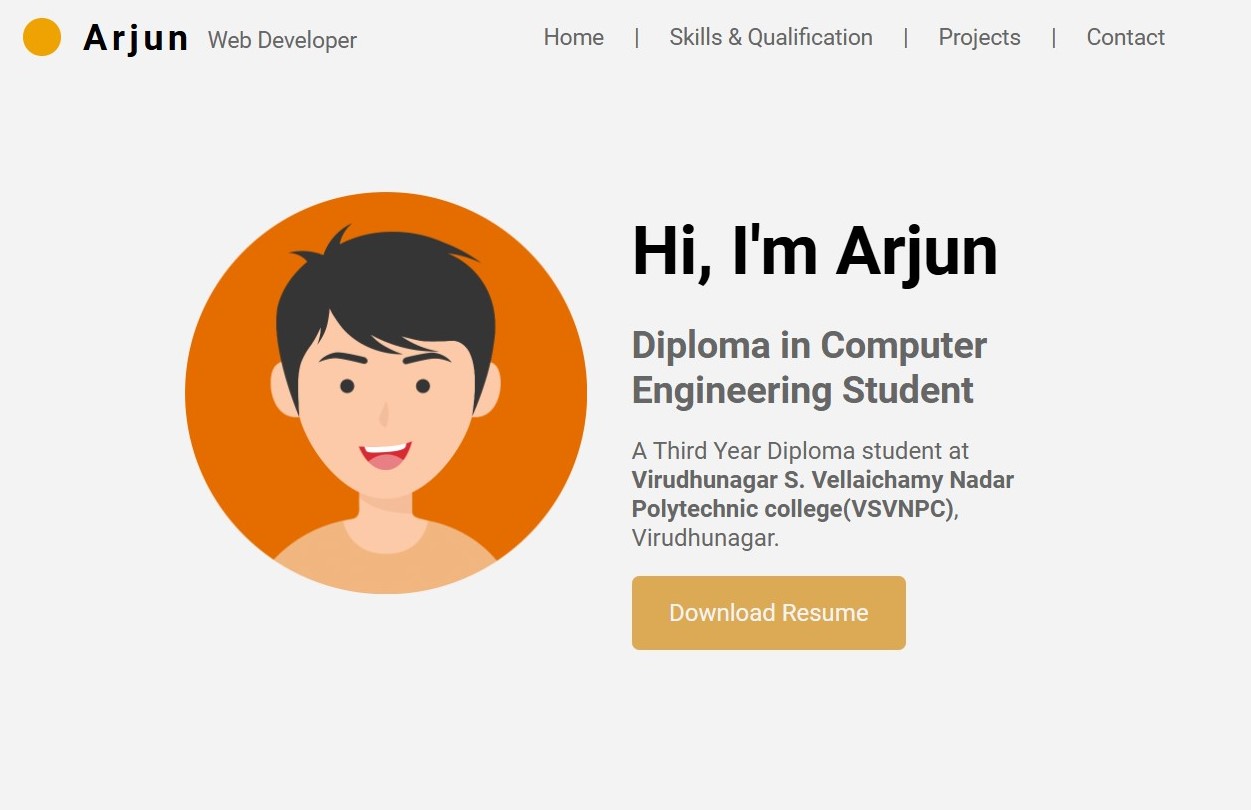 Arjun Web Developer Home | Skills & Qualification | Projects | Contact
Hi, I'm Arjun
Diploma in Computer
Engineering Student
A Third Year Diploma student at
Virudhunagar S. Vellaichamy Nadar
Polytechnic college(VSVNPC),
Virudhunagar.
Download Resume